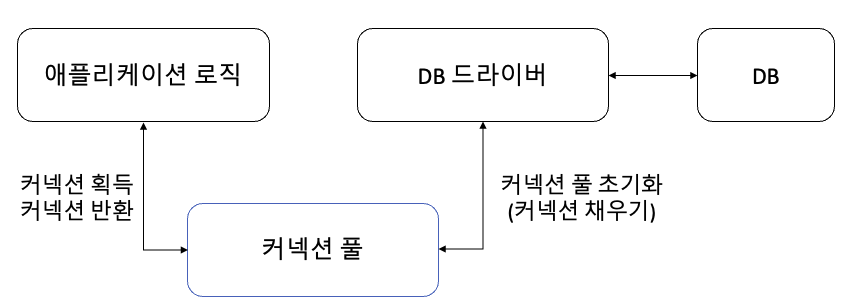 애플리케이션 로직
DB 드라이버
DB
커넥션 획득
커넥션 반환
커넥션 풀 초기화
(커넥션 채우기)
커넥션 풀